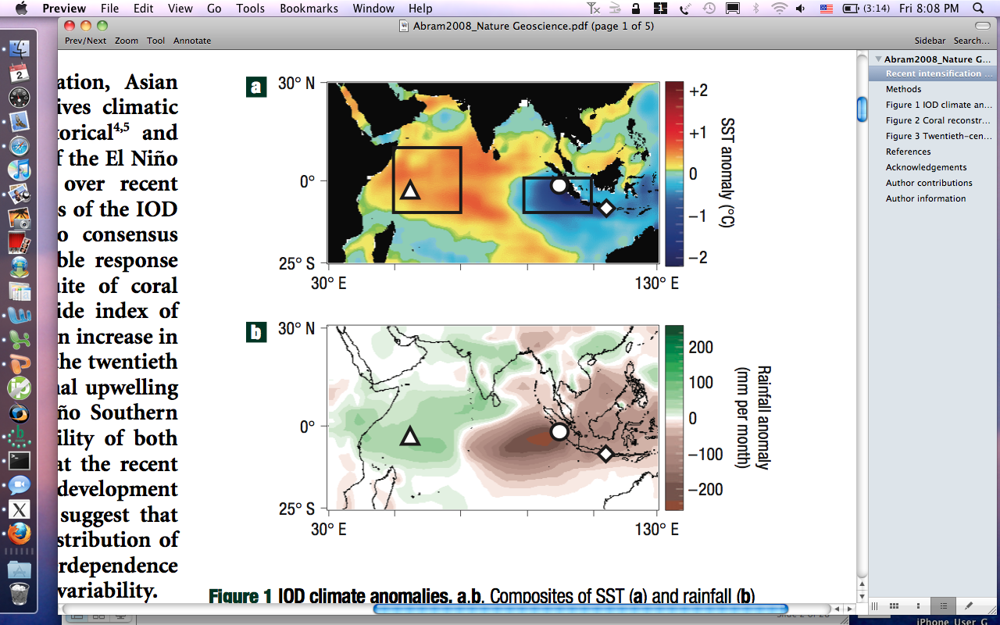 Preview File Edit View Go Tools Bookmarks Window Help
1 (3:14) Fri 8:08 PM
Abram2008_Nature Geoscience.pdf (page 1 of 5)
Prev/Next Zoom Tool Annotate Sidebar Search...
2
ation, Asian
ives climatic
torical4,5 and
f the El Niño
over recent
s of the IOD
o consensus
ble response
uite of coral
ide index of
n increase in
he twentieth
nal upwelling
ño Southern
ility of both
at the recent
development
suggest that
stribution of
rdependence
variability.
a
30° N
0°
25° S
30° E
130° E
+2
+1
0
−1
−2
SST anomaly (°C)
b
30° N
0°
25° S
30° E
130° E
200
100
0
−100
−200
Rainfall anomaly
(mm per month)
Figure 1 IOD climate anomalies. a,b, Composites of SST (a) and rainfall (b)
Abram2008_Nature G...
Recent intensification ...
Methods
Figure 1 IOD climate an...
Figure 2 Coral reconstr...
Figure 3 Twentieth-cen...
References
Acknowledgements
Author contributions
Author information
iPhone_User_G